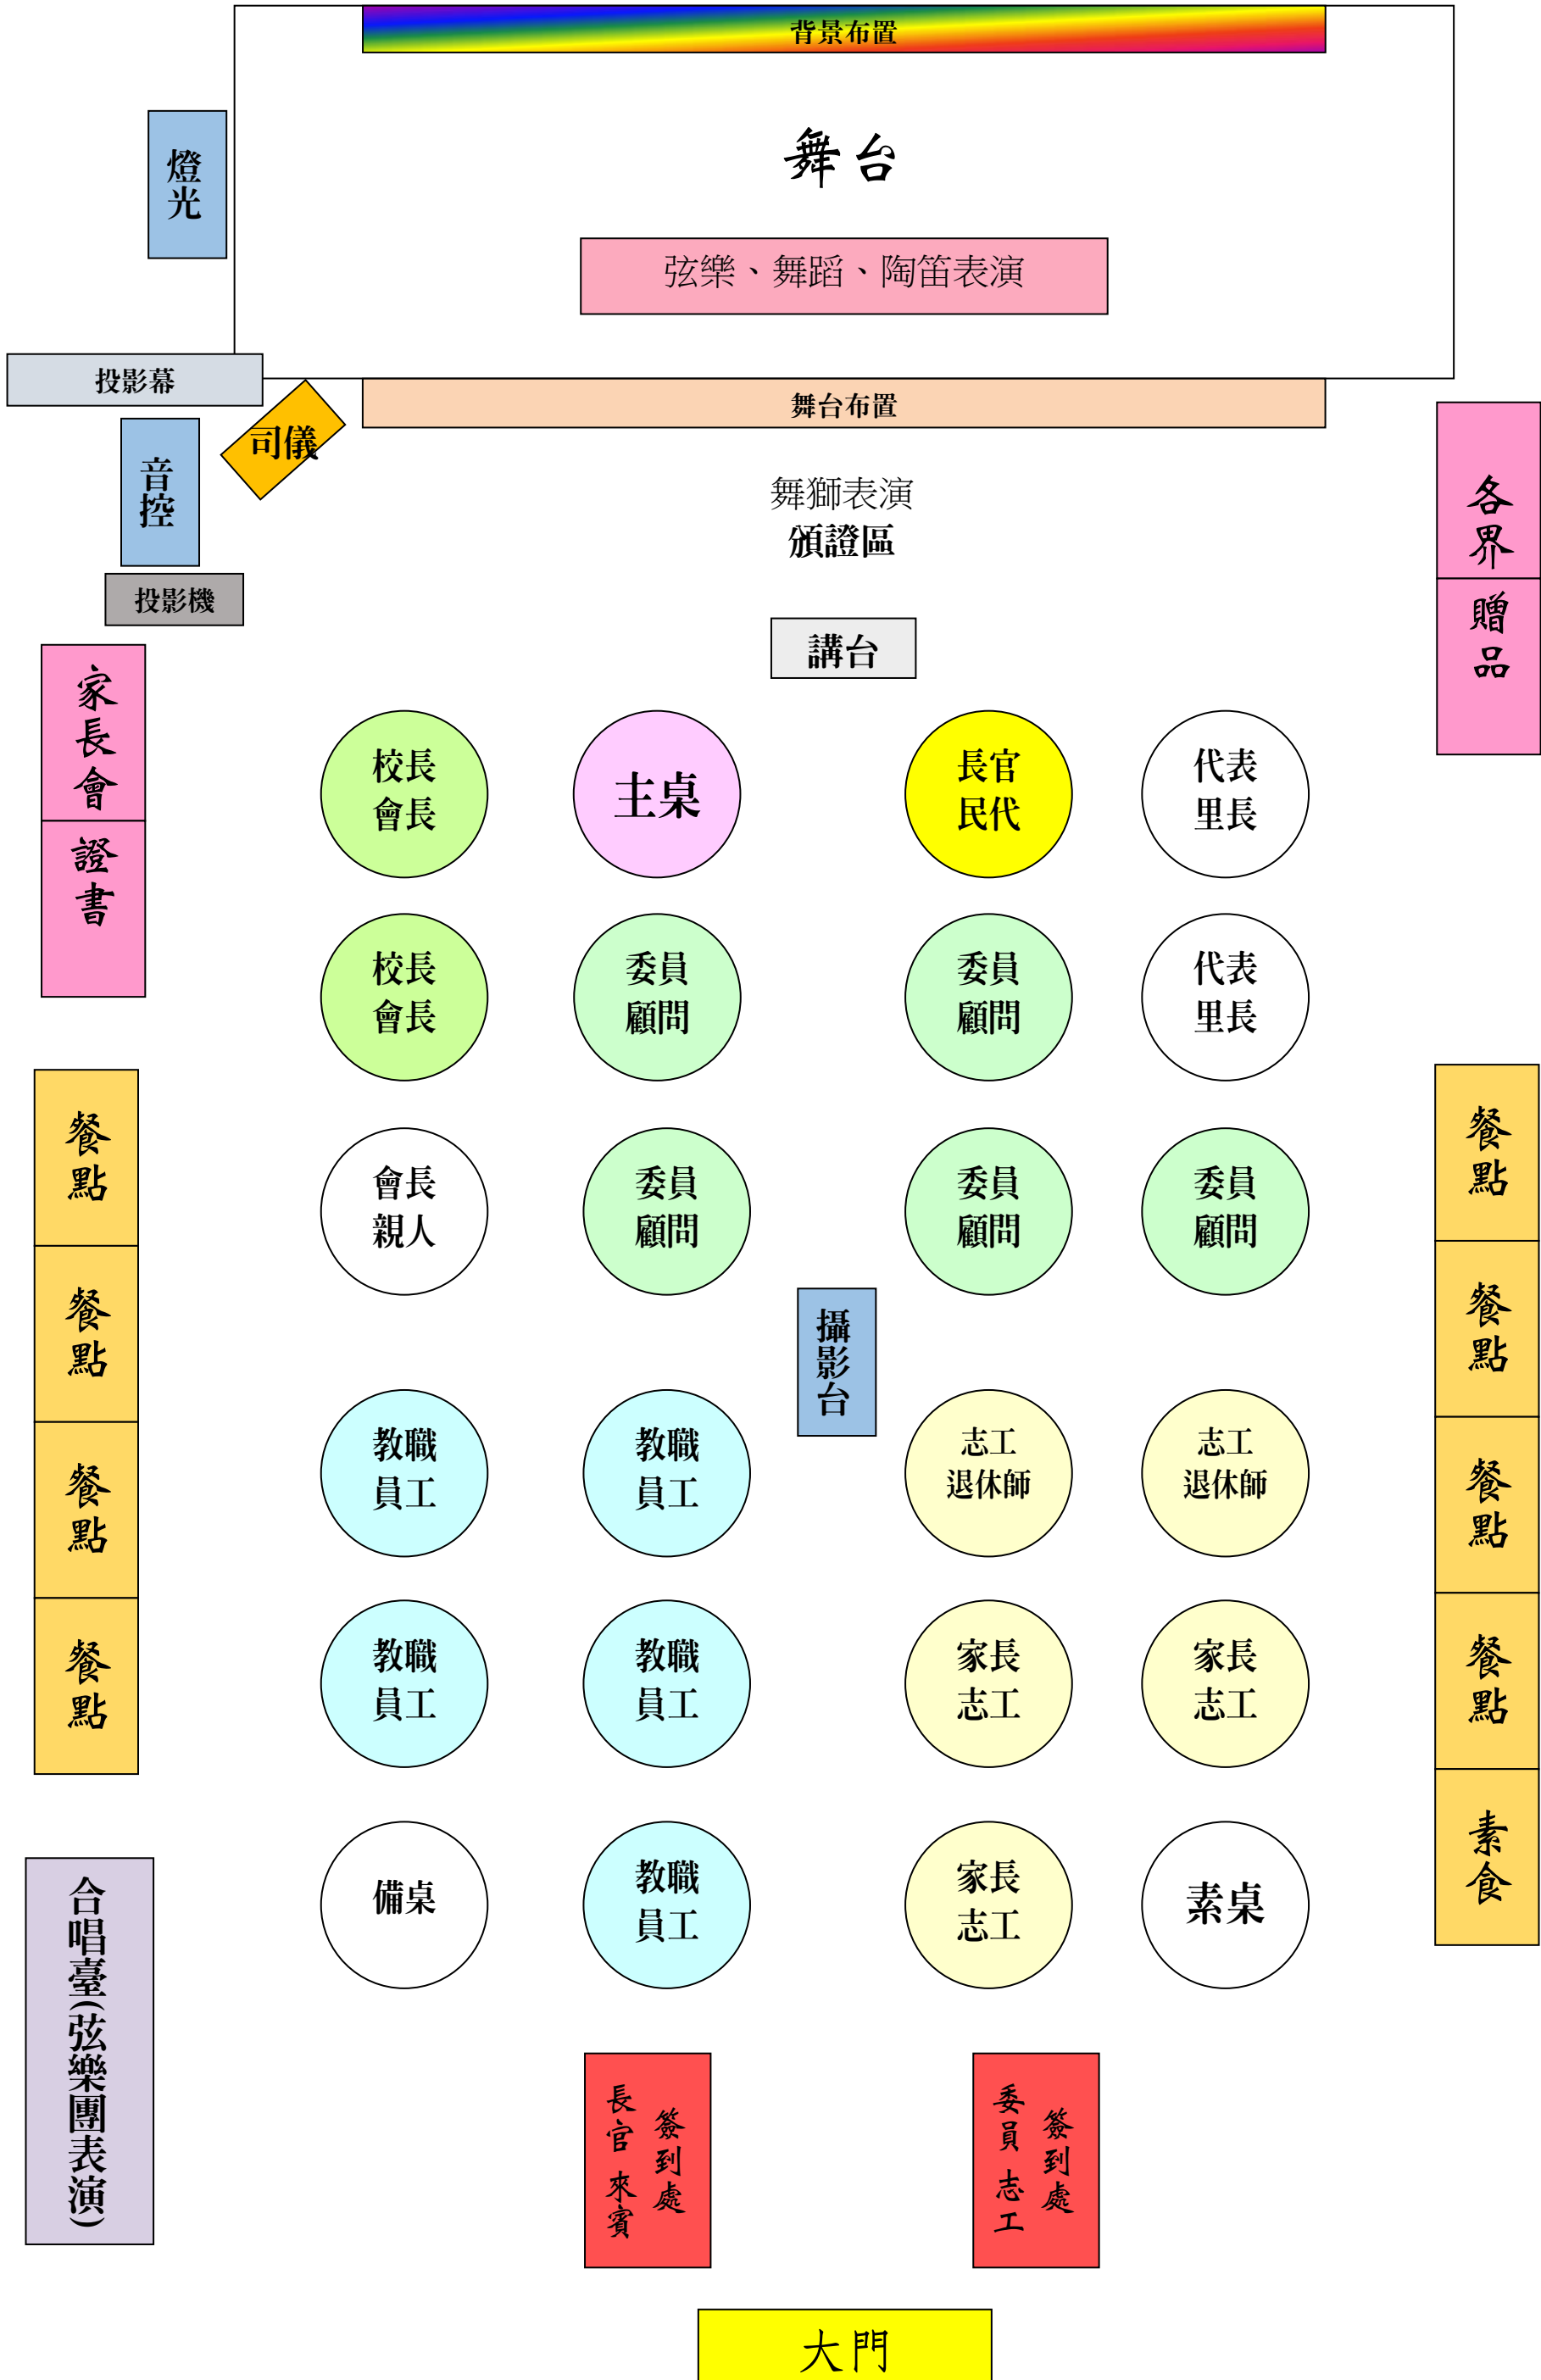 背景布置
舞台
燈光
弦樂、舞蹈、陶笛表演
投影幕
舞台布置
司儀
音控
舞獅表演
頒證區
投影機
講台
各界
贈品
家長會
證書
校長
會長
主桌
長官
民代
代表
里長
校長
會長
委員
顧問
委員
顧問
代表
里長
會長
親人
委員
顧問
委員
顧問
委員
顧問
攝影台
教職
員工
教職
員工
志工
退休師
志工
退休師
教職
員工
教職
員工
家長
志工
家長
志工
備桌
教職
員工
家長
志工
素桌
餐點
餐點
餐點
餐點
餐點
餐點
餐點
餐點
素食
合唱臺(弦樂團表演)
簽到處
長官 來賓
簽到處
委員 志工
大門